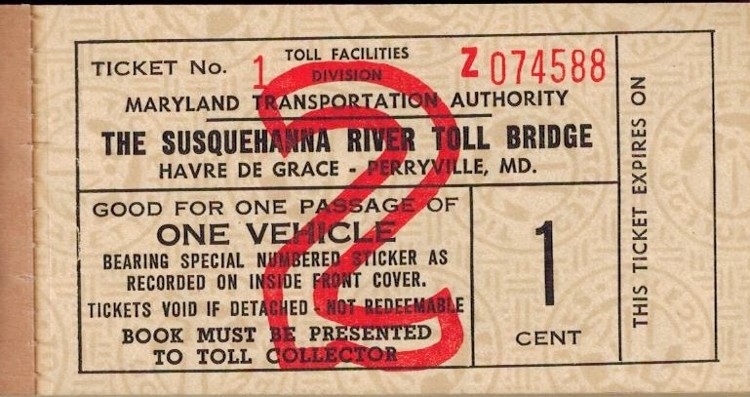 TICKET No. 1
TOLL FACILITIES
DIVISION
Z 074588
MARYLAND TRANSPORTATION AUTHORITY
THE SUSQUEHANNA RIVER TOLL BRIDGE
HAVRE DE GRACE - PERRYVILLE, MD.
GOOD FOR ONE PASSAGE OF
ONE VEHICLE
BEARING SPECIAL NUMBERED STICKER AS
RECORDED ON INSIDE FRONT COVER.
TICKETS VOID IF DETACHED - NOT REDEEMABLE
BOOK MUST BE PRESENTED
TO TOLL COLLECTOR
2
1
CENT
THIS TICKET EXPIRES ON